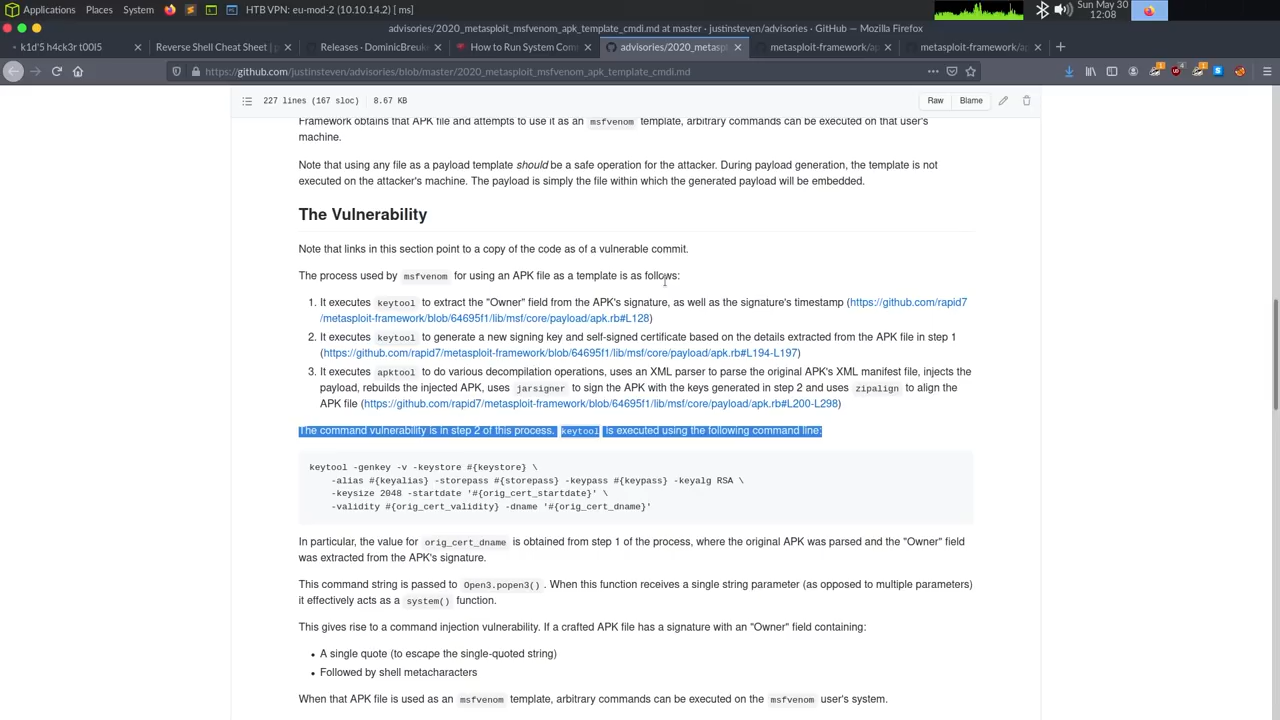 Applications Places System HTB VPN: eu-mod-2 (10.10.14.2) [ ms] Sun May 30
12:08
advisories/2020_metasploit_msfvenom_apk_template_cmdi.md at master · justinsteven/advisories · GitHub — Mozilla Firefox
k1d'5 h4ck3r t00l5 Reverse Shell Cheat Sheet | p Releases · DominicBreuke How to Run System Com advisories/2020_metaspl metasploit-framework/ap metasploit-framework/ap
https://github.com/justinsteven/advisories/blob/master/2020_metasploit_msfvenom_apk_template_cmdi.md
227 lines (167 sloc) 8.67 KB Raw Blame
Framework obtains that APK file and attempts to use it as an msfvenom template, arbitrary commands can be executed on that user's
machine.
Note that using any file as a payload template should be a safe operation for the attacker. During payload generation, the template is not
executed on the attacker's machine. The payload is simply the file within which the generated payload will be embedded.
The Vulnerability
Note that links in this section point to a copy of the code as of a vulnerable commit.
The process used by msfvenom for using an APK file as a template is as follows:
1. It executes keytool to extract the "Owner" field from the APK's signature, as well as the signature's timestamp (https://github.com/rapid7
/metasploit-framework/blob/64695f1/lib/msf/core/payload/apk.rb#L128)
2. It executes keytool to generate a new signing key and self-signed certificate based on the details extracted from the APK file in step 1
(https://github.com/rapid7/metasploit-framework/blob/64695f1/lib/msf/core/payload/apk.rb#L194-L197)
3. It executes apktool to do various decompilation operations, uses an XML parser to parse the original APK's XML manifest file, injects the
payload, rebuilds the injected APK, uses jarsigner to sign the APK with the keys generated in step 2 and uses zipalign to align the
APK file (https://github.com/rapid7/metasploit-framework/blob/64695f1/lib/msf/core/payload/apk.rb#L200-L298)
The command vulnerability is in step 2 of this process. keytool is executed using the following command line:
keytool -genkey -v -keystore #{keystore} \
-alias #{keyalias} -storepass #{storepass} -keypass #{keypass} -keyalg RSA \
-keysize 2048 -startdate '#{orig_cert_startdate}' \
-validity #{orig_cert_validity} -dname '#{orig_cert_dname}'
In particular, the value for orig_cert_dname is obtained from step 1 of the process, where the original APK was parsed and the "Owner" field
was extracted from the APK's signature.
This command string is passed to Open3.popen3() . When this function receives a single string parameter (as opposed to multiple parameters)
it effectively acts as a system() function.
This gives rise to a command injection vulnerability. If a crafted APK file has a signature with an "Owner" field containing:
• A single quote (to escape the single-quoted string)
• Followed by shell metacharacters
When that APK file is used as an msfvenom template, arbitrary commands can be executed on the msfvenom user's system.